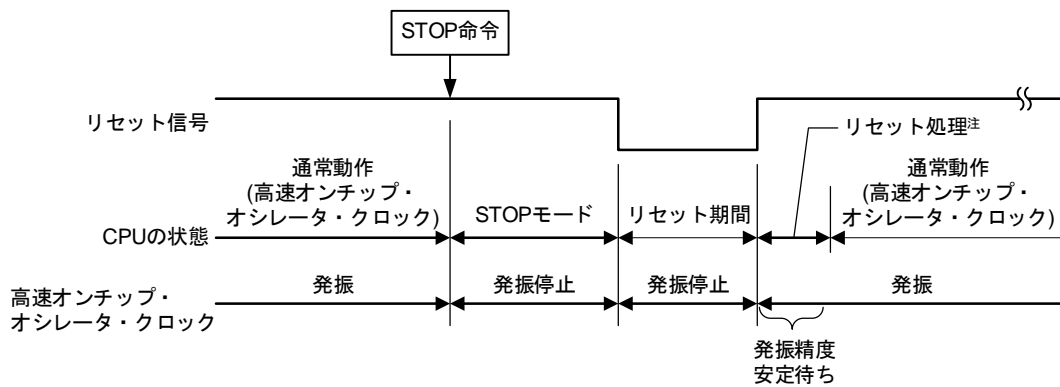 STOP命令
リセット信号
リセット処理注
通常動作
(高速オンチップ・
オシレータ・クロック)
STOPモード
リセット期間
通常動作
(高速オンチップ・
オシレータ・クロック)
CPUの状態
高速オンチップ・
オシレータ・クロック
発振
発振停止
発振停止
発振
発振精度
安定待ち